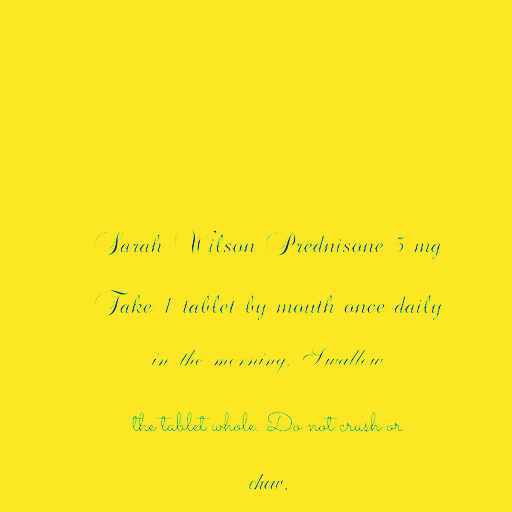 Sarah Wilson Prednisone 5 mg
Take 1 tablet by mouth once daily
in the morning. Swallow
the tablet whole. Do not crush or
chew.